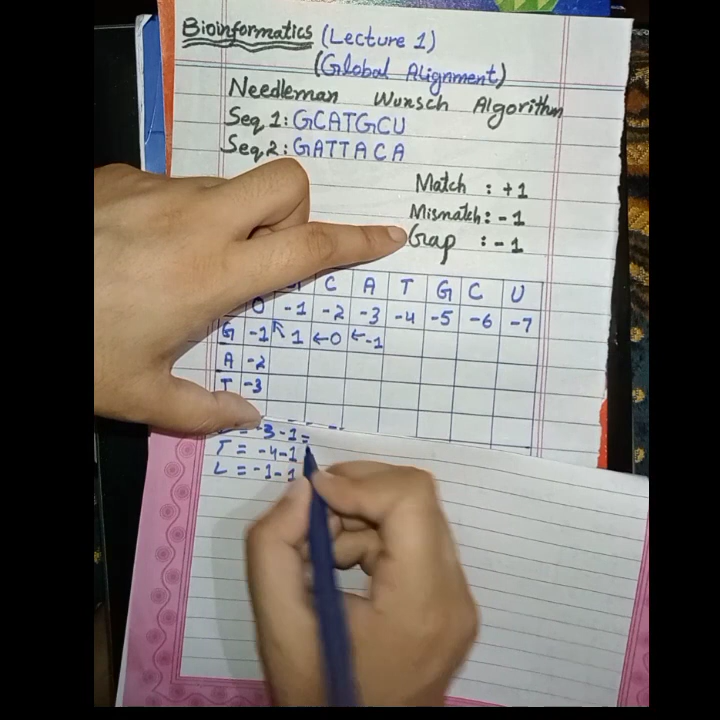 Bioinformatics (Lecture 1)
(Global Alignment)
Needleman Wunsch Algorithm
Seq 1: GCATGCU
Seq 2: GATTACA
Match : +1
Mismatch: -1
Gap : -1
C A T G C U
0 -1 -2 -3 -4 -5 -6 -7
G -1 ↖ 1 ←0 ←-1
A -2
T -3
= -3-1=
T = -4-1
L = -1-1